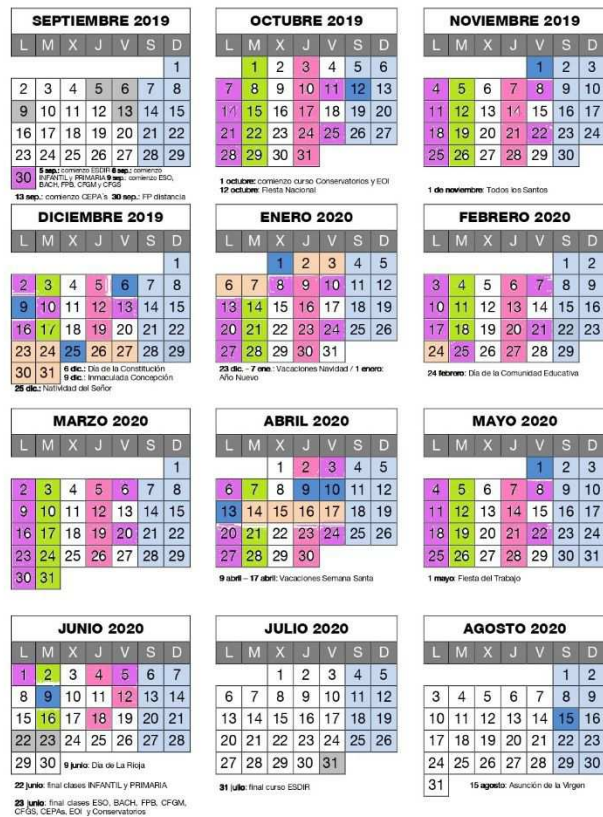 SEPTIEMBRE 2019
L M X J V S D
1
2 3 4 5 6 7 8
9 10 11 12 13 14 15
16 17 18 19 20 21 22
23 24 25 26 27 28 29
30
5 sep.: comienzo ESDIR 6 sep.: comienzo
INFANTIL y PRIMARIA 9 sep.: comienzo ESO,
BACH, FPB, CFGM y CFGS
13 sep.: comienzo CEPA´s 30 sep.: FP distancia
OCTUBRE 2019
L M X J V S D
1 2 3 4 5 6
7 8 9 10 11 12 13
14 15 16 17 18 19 20
21 22 23 24 25 26 27
28 29 30 31
1 octubre: comienzo curso Conservatorios y EOI
12 octubre: Fiesta Nacional
NOVIEMBRE 2019
L M X J V S D
1 2 3
4 5 6 7 8 9 10
11 12 13 14 15 16 17
18 19 20 21 22 23 24
25 26 27 28 29 30
1 de noviembre: Todos los Santos
DICIEMBRE 2019
L M X J V S D
1
2 3 4 5 6 7 8
9 10 11 12 13 14 15
16 17 18 19 20 21 22
23 24 25 26 27 28 29
30 31
6 dic.: Día de la Constitución
9 dic.: Inmaculada Concepción
25 dic.: Natividad del Señor
ENERO 2020
L M X J V S D
1 2 3 4 5
6 7 8 9 10 11 12
13 14 15 16 17 18 19
20 21 22 23 24 25 26
27 28 29 30 31
23 dic. - 7 ene.: Vacaciones Navidad / 1 enero:
Año Nuevo
FEBRERO 2020
L M X J V S D
1 2
3 4 5 6 7 8 9
10 11 12 13 14 15 16
17 18 19 20 21 22 23
24 25 26 27 28 29
24 febrero: Día de la Comunidad Educativa
MARZO 2020
L M X J V S D
1
2 3 4 5 6 7 8
9 10 11 12 13 14 15
16 17 18 19 20 21 22
23 24 25 26 27 28 29
30 31
ABRIL 2020
L M X J V S D
1 2 3 4 5
6 7 8 9 10 11 12
13 14 15 16 17 18 19
20 21 22 23 24 25 26
27 28 29 30
9 abril – 17 abril: Vacaciones Semana Santa
MAYO 2020
L M X J V S D
1 2 3
4 5 6 7 8 9 10
11 12 13 14 15 16 17
18 19 20 21 22 23 24
25 26 27 28 29 30 31
1 mayo: Fiesta del Trabajo
JUNIO 2020
L M X J V S D
1 2 3 4 5 6 7
8 9 10 11 12 13 14
15 16 17 18 19 20 21
22 23 24 25 26 27 28
29 30
9 junio: Día de La Rioja
22 junio: final clases INFANTIL y PRIMARIA
23 junio: final clases ESO, BACH, FPB, CFGM,
CFGS, CEPAs, EOI y Conservatorios
JULIO 2020
L M X J V S D
1 2 3 4 5
6 7 8 9 10 11 12
13 14 15 16 17 18 19
20 21 22 23 24 25 26
27 28 29 30 31
31 julio: final curso ESDIR
AGOSTO 2020
L M X J V S D
1 2
3 4 5 6 7 8 9
10 11 12 13 14 15 16
17 18 19 20 21 22 23
24 25 26 27 28 29 30
31
15 agosto: Asunción de la Virgen